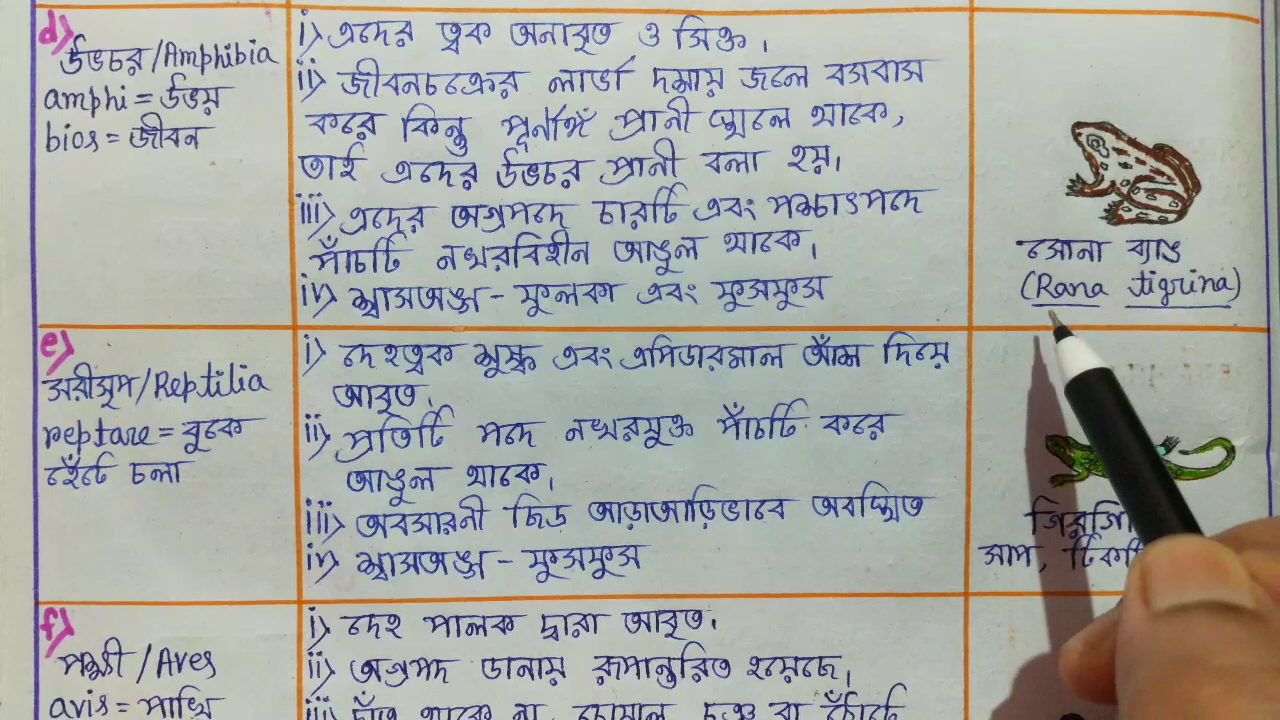 d)
উভচর/Amphibia
amphi = উভয়
bios = জীবন
i) এদের ত্বক অনাবৃত ও সিক্ত।
ii) জীবনচক্রের লার্ভা দশায় জলে বসবাস
করে কিন্তু পূর্ণাঙ্গ প্রানী স্থলে থাকে,
তাই এদের উভচর প্রানী বলা হয়।
iii) এদের অগ্রপদে চারটি এবং পশ্চাৎপদে
পাঁচটি নখরবিহীন আঙুল থাকে।
iv) শ্বাসঅঙ্গ - ফুলকা এবং ফুসফুস
সোনা ব্যাঙ
(Rana tigrina)
e)
সরীসৃপ/Reptilia
reptare = বুকে
হেঁটে চলা
i) দেহত্বক শুষ্ক এবং এপিডারমাল আঁশ দিয়ে
আবৃত।
ii) প্রতিটি পদে নখরযুক্ত পাঁচটি করে
আঙুল থাকে।
iii) অবসারনী ছিদ্র আড়াআড়িভাবে অবস্থিত
iv) শ্বাসঅঙ্গ - ফুসফুস
সাপ,
f)
পক্ষী/Aves
avis = পাখি
i) দেহ পালক দ্বারা আবৃত।
ii) অগ্রপদ ডানায় রূপান্তরিত হয়েছে।
iii) দাঁত থাকে না, চোয়াল চঞ্চু বা ঠোঁটে